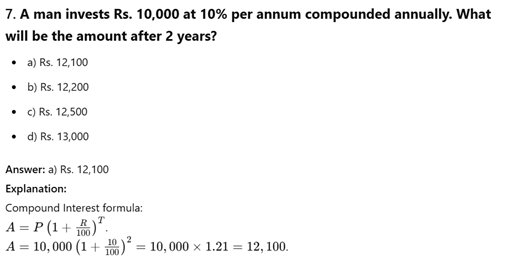 7. A man invests Rs. 10,000 at 10% per annum compounded annually. What
will be the amount after 2 years?
• a) Rs. 12,100
• b) Rs. 12,200
• c) Rs. 12,500
• d) Rs. 13,000
Answer: a) Rs. 12,100
Explanation:
Compound Interest formula:
A = P (1 + R/100)^T.
A = 10,000 (1 + 10/100)^2 = 10,000 × 1.21 = 12,100.